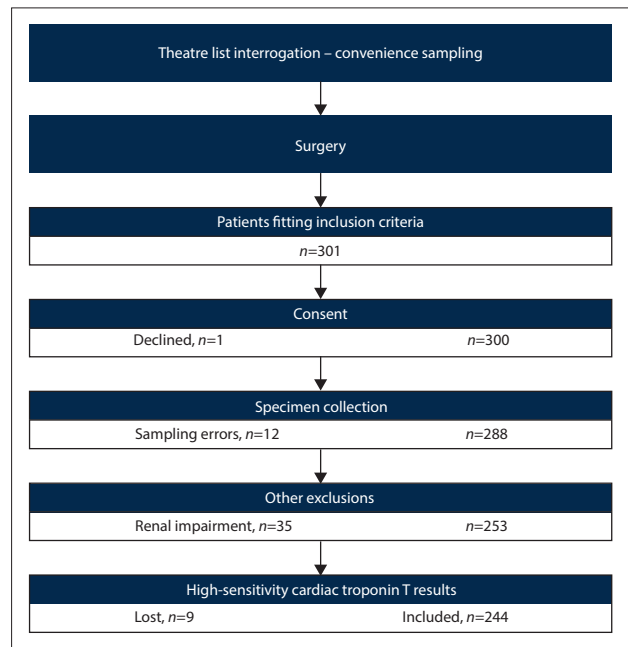 Theatre list interrogation – convenience sampling
Surgery
Patients fitting inclusion criteria
n=301
Consent
Declined, n=1 n=300
Specimen collection
Sampling errors, n=12 n=288
Other exclusions
Renal impairment, n=35 n=253
High-sensitivity cardiac troponin T results
Lost, n=9 Included, n=244